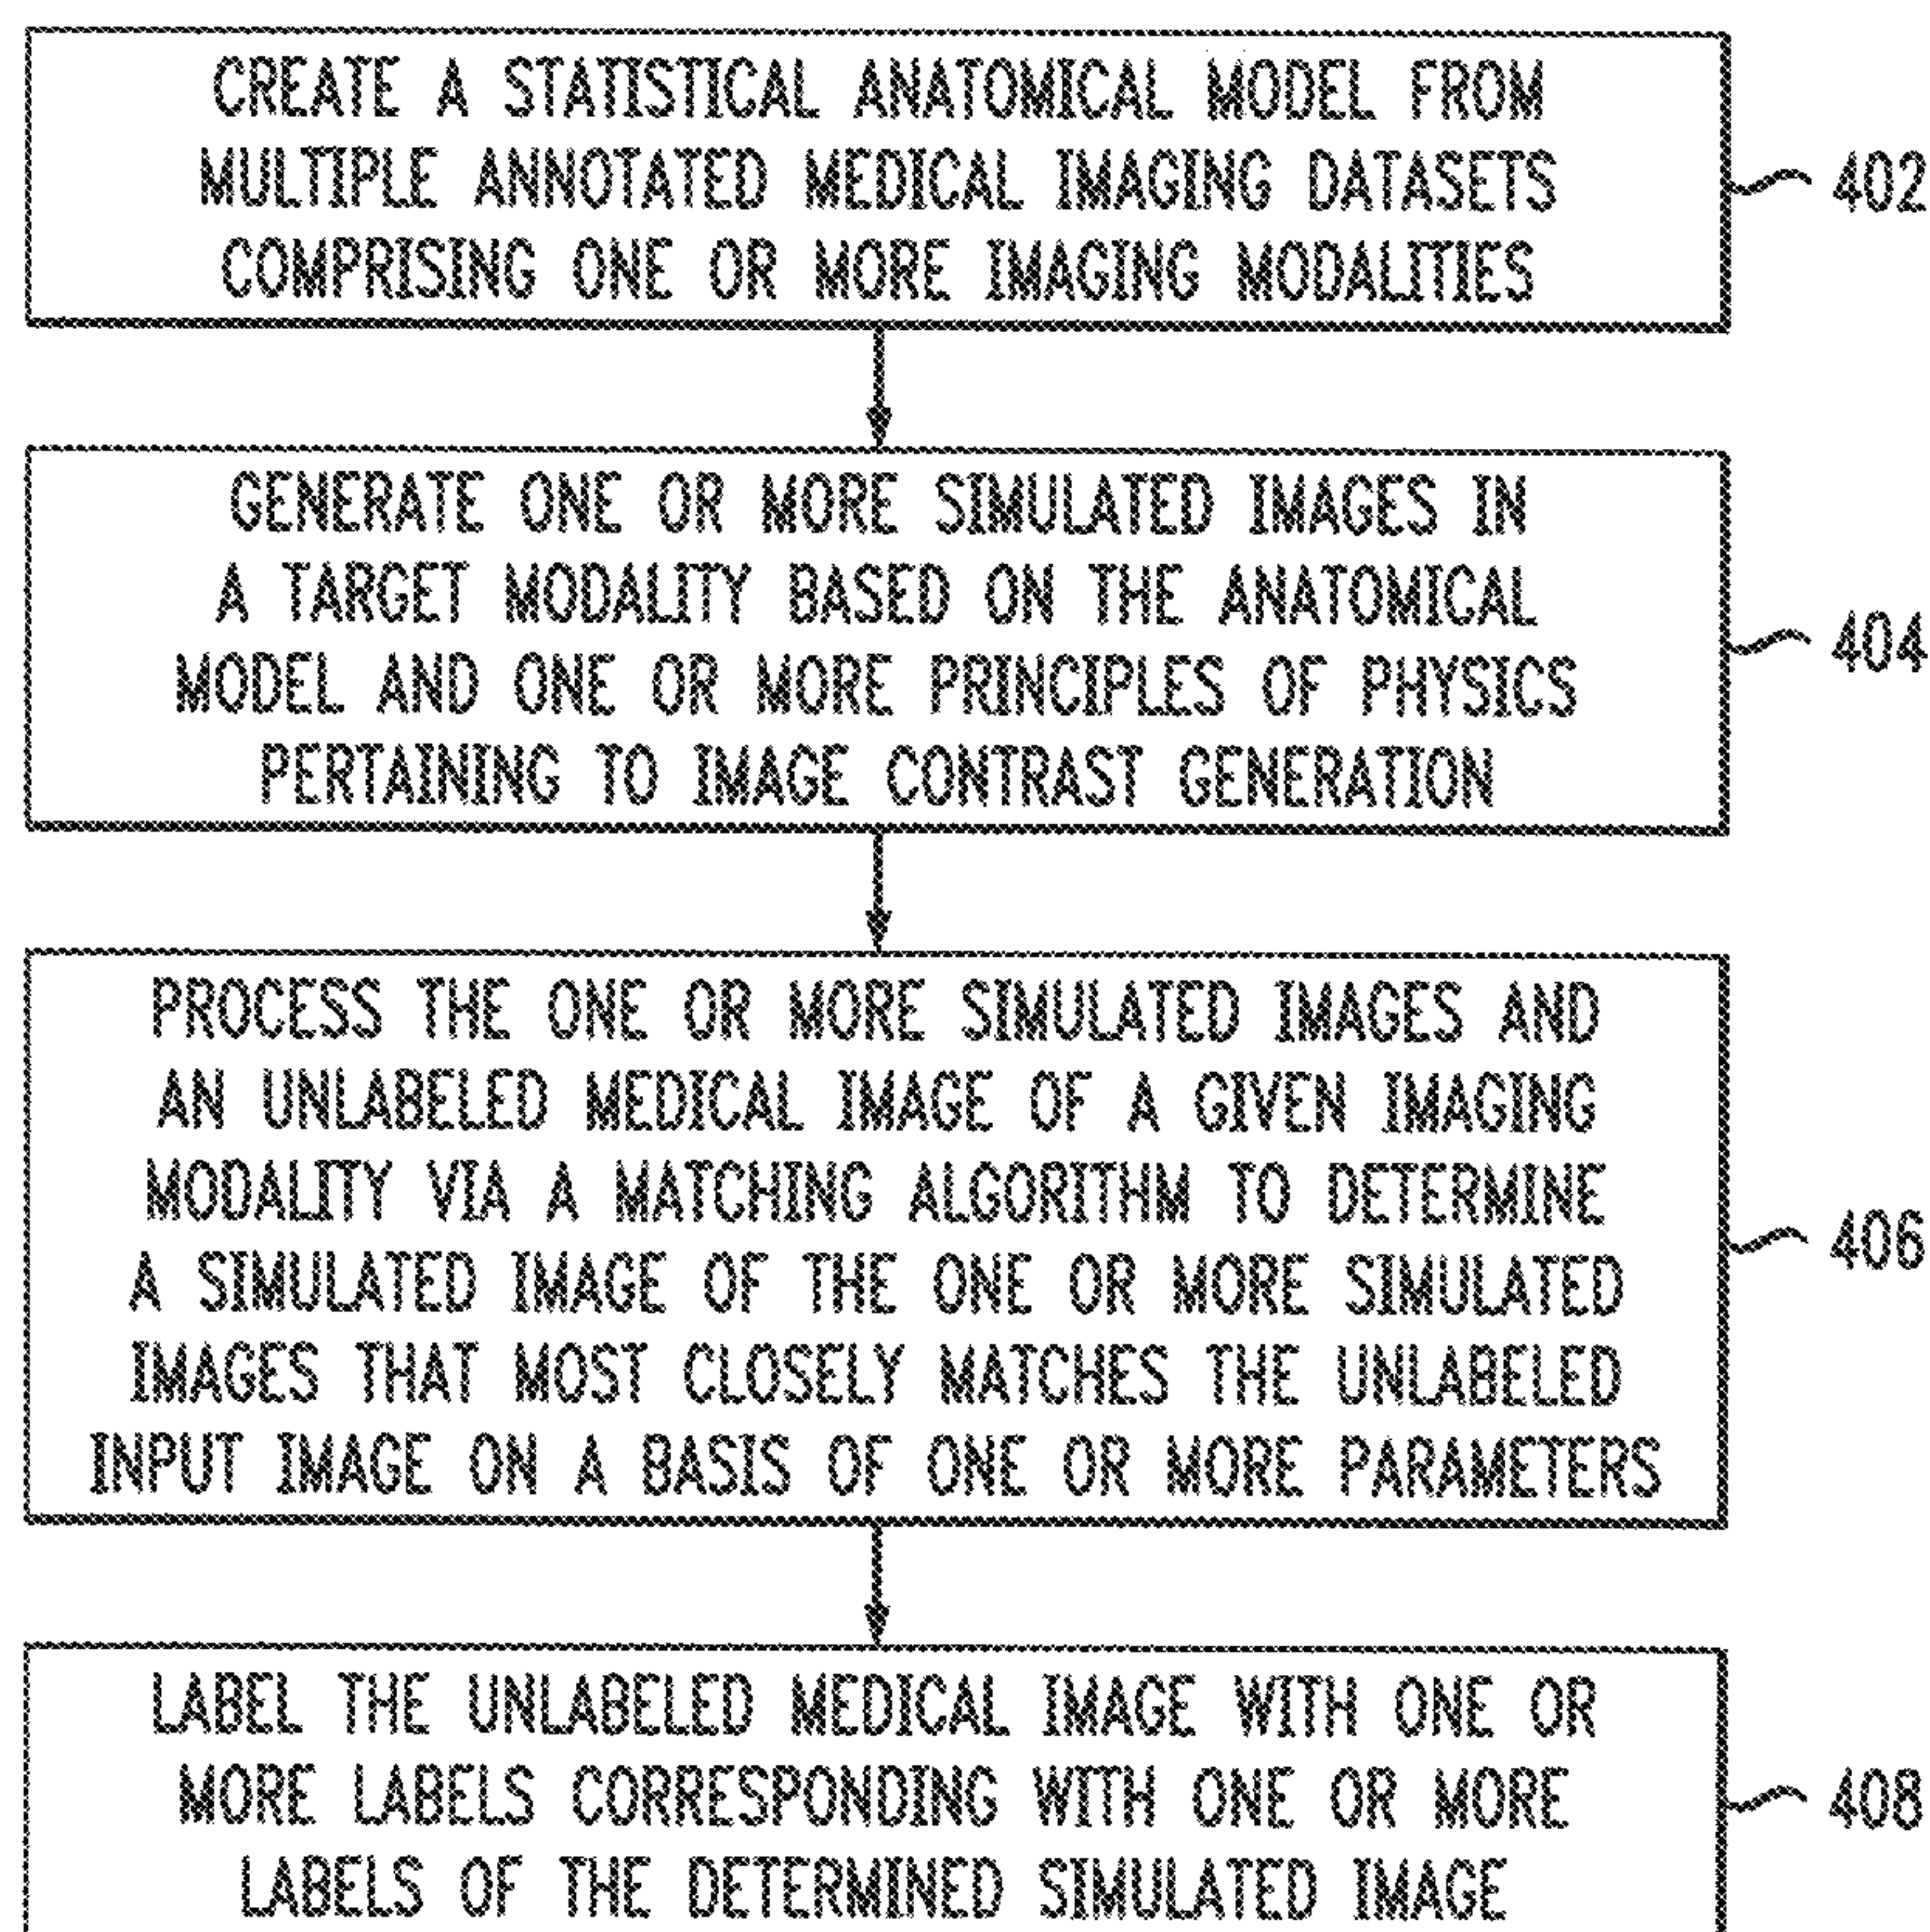 CREATE A STATISTICAL ANATOMICAL MODEL FROM
MULTIPLE ANNOTATED MEDICAL IMAGING DATASETS
COMPRISING ONE OR MORE IMAGING MODALITIES
402
GENERATE ONE OR MORE SIMULATED IMAGES IN
A TARGET MODALITY BASED ON THE ANATOMICAL
MODEL AND ONE OR MORE PRINCIPLES OF PHYSICS
PERTAINING TO IMAGE CONTRAST GENERATION
404
PROCESS THE ONE OR MORE SIMULATED IMAGES AND
AN UNLABELED MEDICAL IMAGE OF A GIVEN IMAGING
MODALITY VIA A MATCHING ALGORITHM TO DETERMINE
A SIMULATED IMAGE OF THE ONE OR MORE SIMULATED
IMAGES THAT MOST CLOSELY MATCHES THE UNLABELED
INPUT IMAGE ON A BASIS OF ONE OR MORE PARAMETERS
406
LABEL THE UNLABELED MEDICAL IMAGE WITH ONE OR
MORE LABELS CORRESPONDING WITH ONE OR MORE
LABELS OF THE DETERMINED SIMULATED IMAGE
408